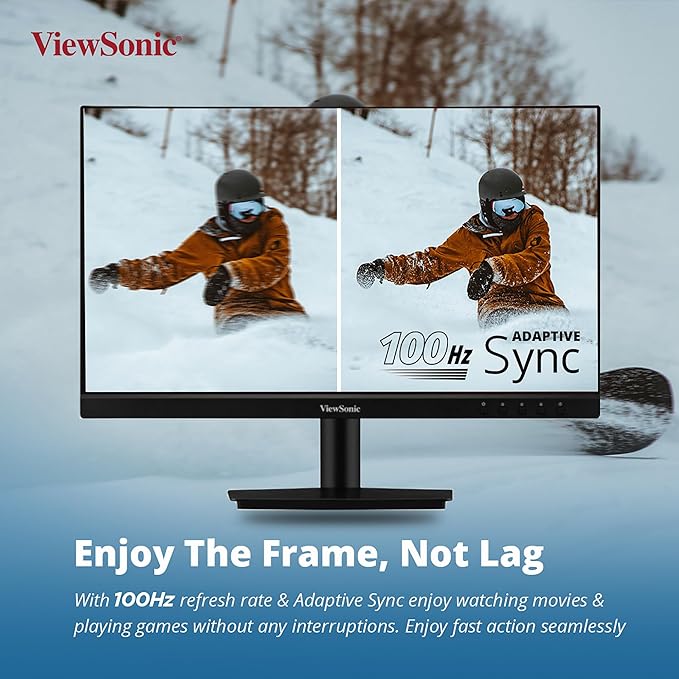 ViewSonic®
100Hz
ADAPTIVE
Sync
ViewSonic
Enjoy The Frame, Not Lag
With 100Hz refresh rate & Adaptive Sync enjoy watching movies &
playing games without any interruptions. Enjoy fast action seamlessly